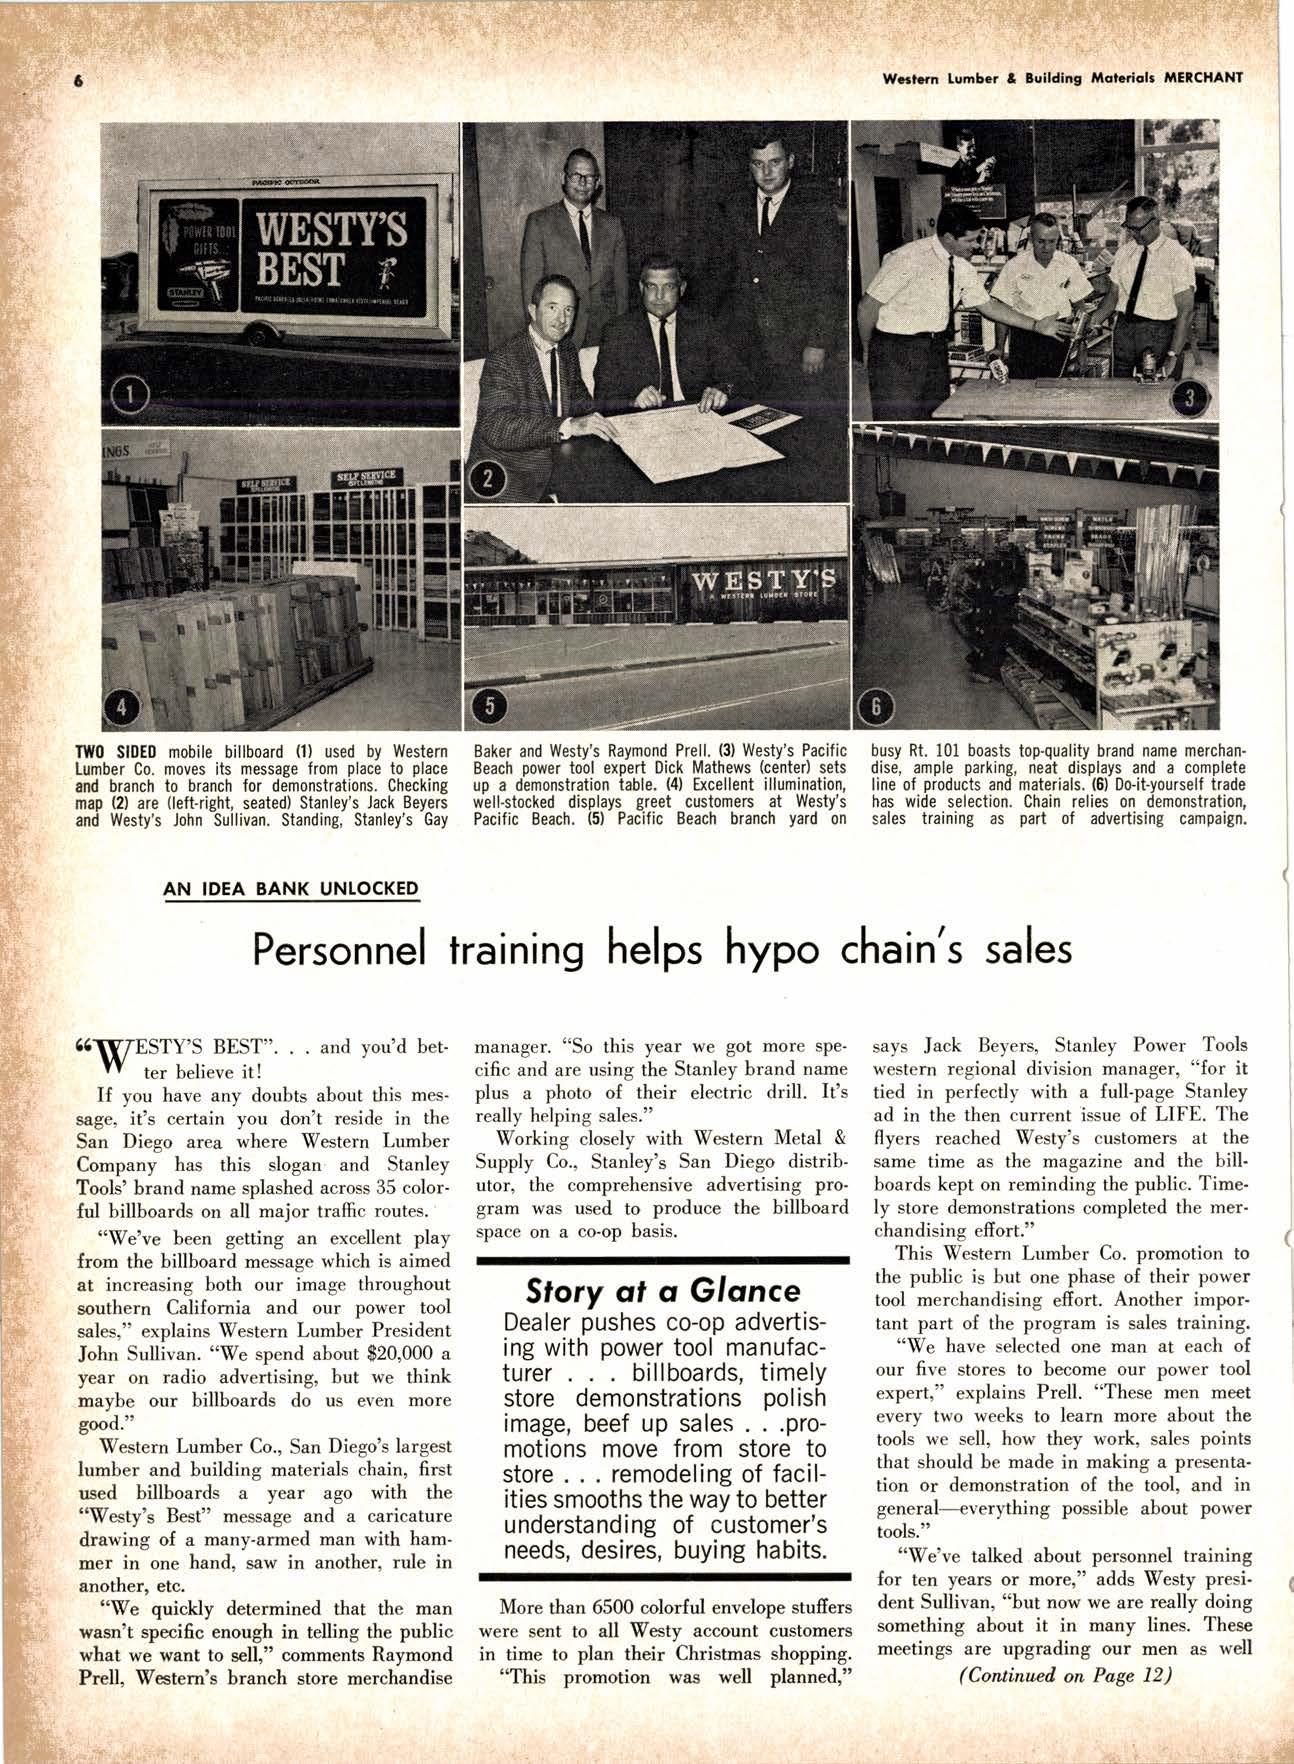 6
Western Lumber & Building Materials MERCHANT
PACIFIC OUTDOOR
POWER TOOL
GIFTS...
STANLEY
WESTY'S
BEST
1
2
3
INGS
SELF SERVICE
SELF SERVICE
4
WESTY'S
A WESTERN LUMBER STORE
5
6
TWO SIDED mobile billboard (1) used by Western
Lumber Co. moves its message from place to place
and branch to branch for demonstrations. Checking
map (2) are (left-right, seated) Stanley's Jack Beyers
and Westy's John Sullivan. Standing, Stanley's Gay
Baker and Westy's Raymond Prell. (3) Westy's Pacific
Beach power tool expert Dick Mathews (center) sets
up a demonstration table. (4) Excellent illumination,
well-stocked displays greet customers at Westy's
Pacific Beach. (5) Pacific Beach branch yard on
busy Rt. 101 boasts top-quality brand name merchan-
dise, ample parking, neat displays and a complete
line of products and materials. (6) Do-it-yourself trade
has wide selection. Chain relies on demonstration,
sales training as part of advertising campaign.
AN IDEA BANK UNLOCKED
Personnel training helps hypo chain's sales
“WESTY'S BEST”. . . and you'd bet-
ter believe it!
If you have any doubts about this mes-
sage, it's certain you don't reside in the
San Diego area where Western Lumber
Company has this slogan and Stanley
Tools' brand name splashed across 35 color-
ful billboards on all major traffic routes.
“We've been getting an excellent play
from the billboard message which is aimed
at increasing both our image throughout
southern California and our power tool
sales,” explains Western Lumber President
John Sullivan. “We spend about $20,000 a
year on radio advertising, but we think
maybe our billboards do us even more
good.”
Western Lumber Co., San Diego's largest
lumber and building materials chain, first
used billboards a year ago with the
“Westy's Best” message and a caricature
drawing of a many-armed man with ham-
mer in one hand, saw in another, rule in
another, etc.
“We quickly determined that the man
wasn't specific enough in telling the public
what we want to sell,” comments Raymond
Prell, Western's branch store merchandise
manager. “So this year we got more spe-
cific and are using the Stanley brand name
plus a photo of their electric drill. It's
really helping sales.”
Working closely with Western Metal &
Supply Co., Stanley's San Diego distrib-
utor, the comprehensive advertising pro-
gram was used to produce the billboard
space on a co-op basis.
Story at a Glance
Dealer pushes co-op advertis-
ing with power tool manufac-
turer . . . billboards, timely
store demonstrations polish
image, beef up sales . . .pro-
motions move from store to
store . . . remodeling of facil-
ities smooths the way to better
understanding of customer's
needs, desires, buying habits.
More than 6500 colorful envelope stuffers
were sent to all Westy account customers
in time to plan their Christmas shopping.
“This promotion was well planned,”
says Jack Beyers, Stanley Power Tools
western regional division manager, “for it
tied in perfectly with a full-page Stanley
ad in the then current issue of LIFE. The
flyers reached Westy's customers at the
same time as the magazine and the bill-
boards kept on reminding the public. Time-
ly store demonstrations completed the mer-
chandising effort.”
This Western Lumber Co. promotion to
the public is but one phase of their power
tool merchandising effort. Another impor-
tant part of the program is sales training.
“We have selected one man at each of
our five stores to become our power tool
expert,” explains Prell. “These men meet
every two weeks to learn more about the
tools we sell, how they work, sales points
that should be made in making a presenta-
tion or demonstration of the tool, and in
general—everything possible about power
tools.”
“We've talked about personnel training
for ten years or more,” adds Westy presi-
dent Sullivan, “but now we are really doing
something about it in many lines. These
meetings are upgrading our men as well
(Continued on Page 12)